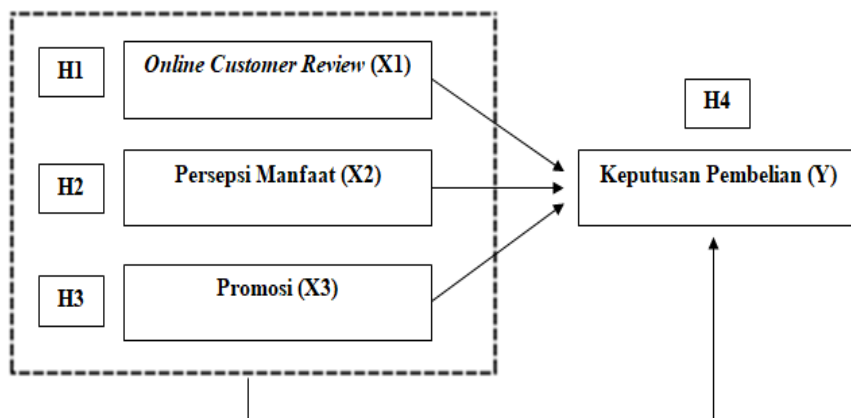 H1
Online Customer Review (X1)
H4
H2
Persepsi Manfaat (X2)
Keputusan Pembelian (Y)
H3
Promosi (X3)